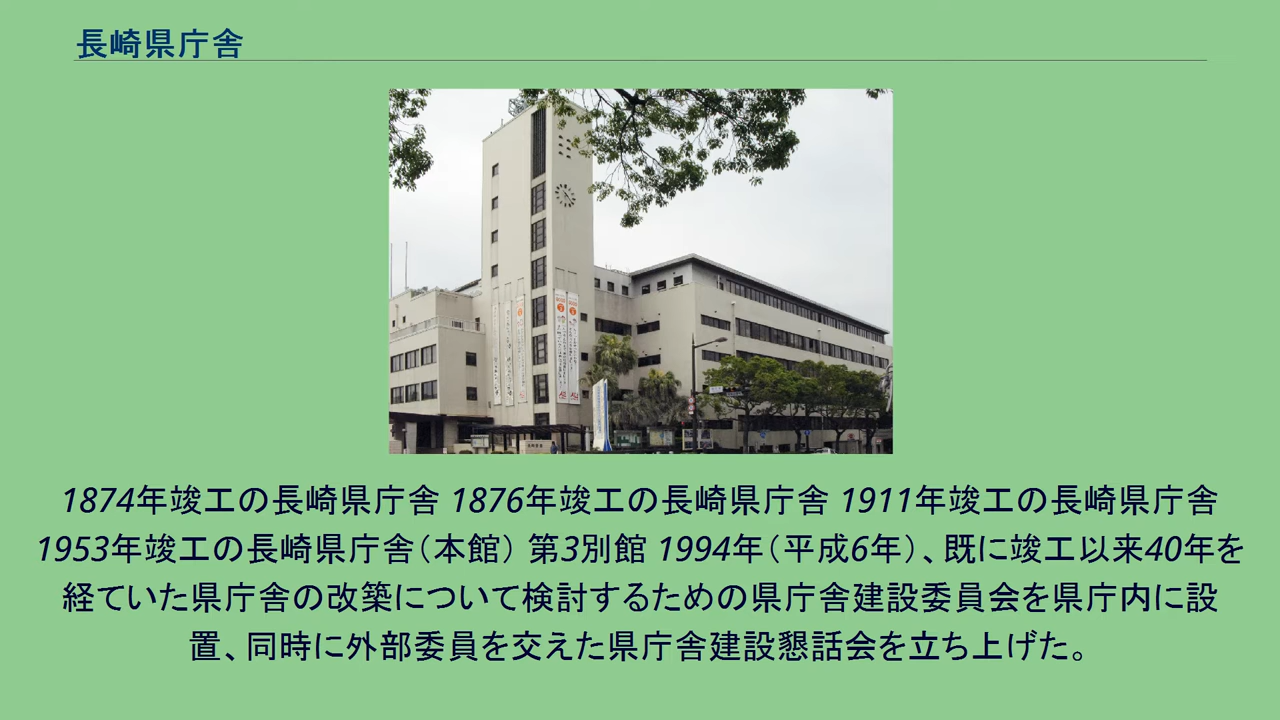 長崎県庁舎
1874年竣工の長崎県庁舎 1876年竣工の長崎県庁舎 1911年竣工の長崎県庁舎
1953年竣工の長崎県庁舎（本館） 第3別館 1994年（平成6年）、既に竣工以来40年を
経ていた県庁舎の改築について検討するための県庁舎建設委員会を県庁内に設
置、同時に外部委員を交えた県庁舎建設懇話会を立ち上げた。